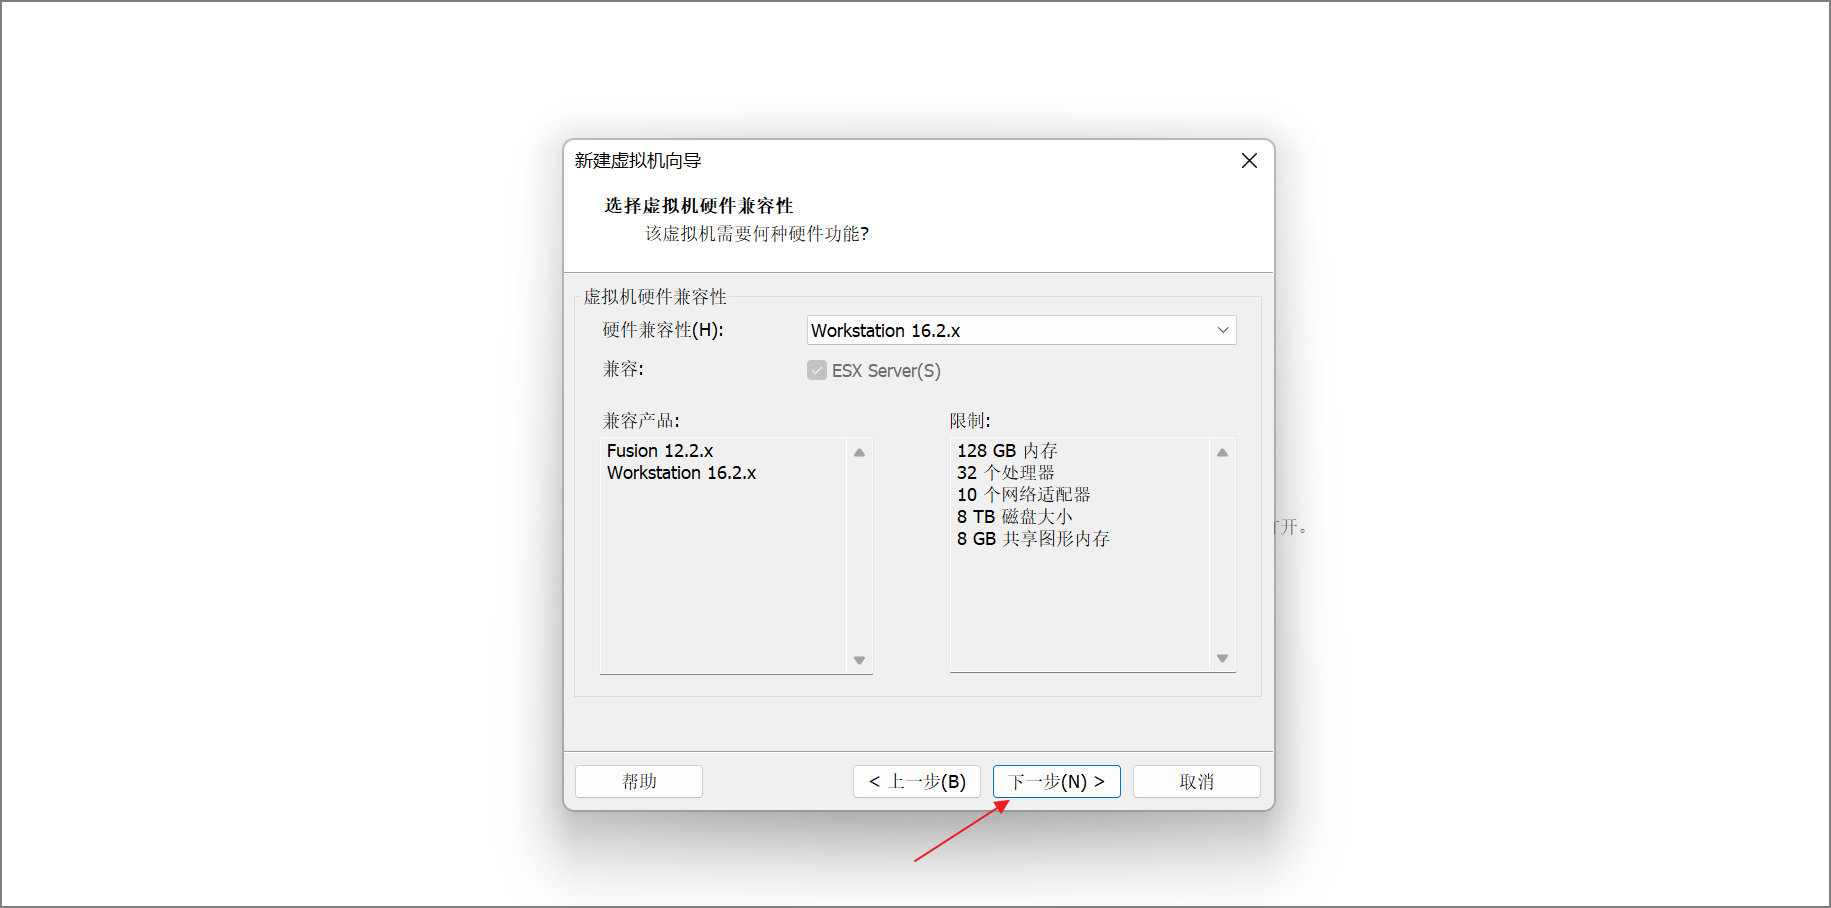 新建虚拟机向导
选择虚拟机硬件兼容性
该虚拟机需要何种硬件功能?
虚拟机硬件兼容性
硬件兼容性(H): Workstation 16.2.x
兼容: ESX Server(S)
兼容产品:
Fusion 12.2.x
Workstation 16.2.x
限制:
128 GB 内存
32 个处理器
10 个网络适配器
8 TB 磁盘大小
8 GB 共享图形内存
开。
帮助
< 上一步(B)
下一步(N) >
取消